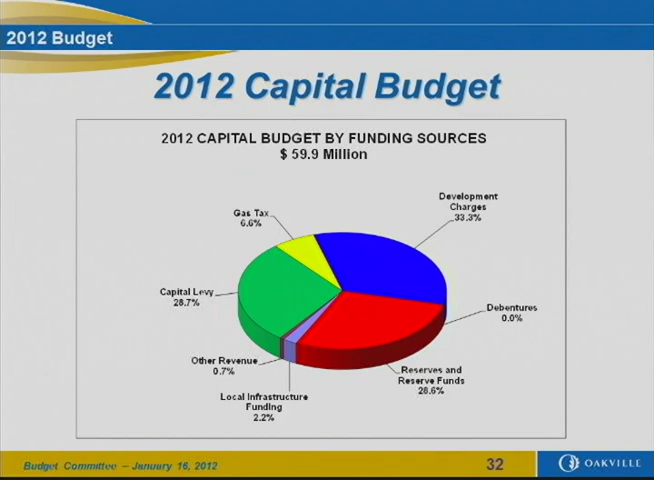 2012 Budget
2012 Capital Budget
2012 CAPITAL BUDGET BY FUNDING SOURCES
$ 59.9 Million
Development
Charges
33.3%
Gas Tax
6.6%
Capital Levy
28.7%
Debentures
0.0%
Other Revenue
0.7%
Reserves and
Reserve Funds
28.6%
Local Infrastructure
Funding
2.2%
Budget Committee – January 16, 2012
32
OAKVILLE